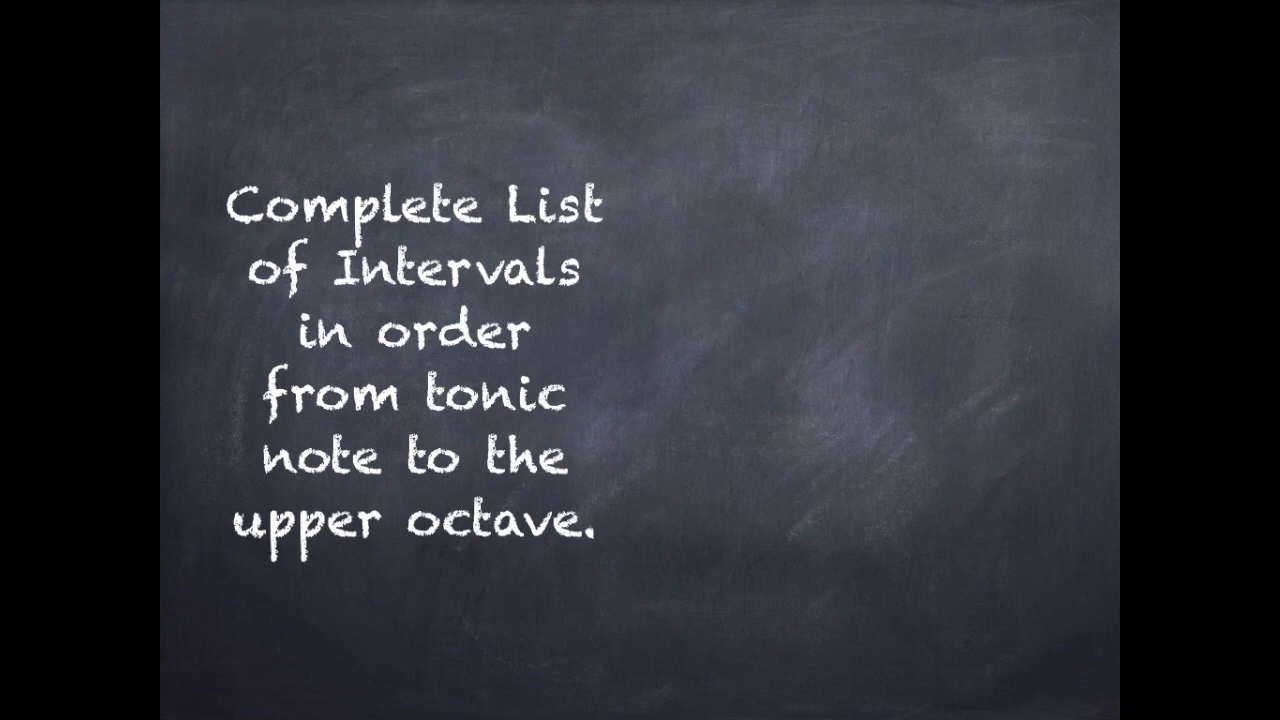 Complete List
of Intervals
in order
from tonic
note to the
upper octave.